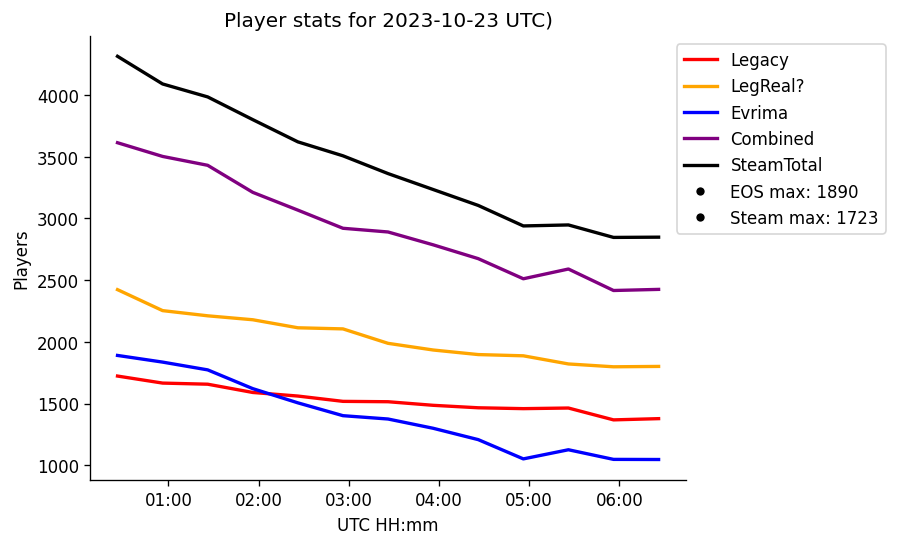 Player stats for 2023-10-23 UTC)
Legacy
LegReal?
Evrima
Combined
SteamTotal
EOS max: 1890
Steam max: 1723
Players
4000
3500
3000
2500
2000
1500
1000
01:00
02:00
03:00
04:00
05:00
06:00
UTC HH:mm